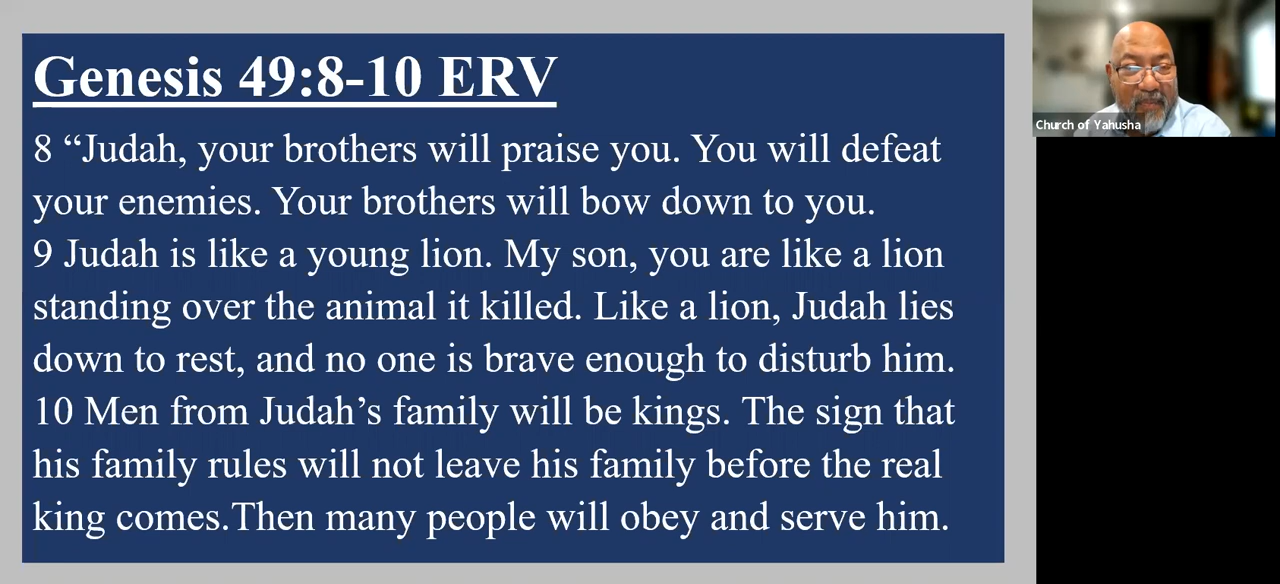 Genesis 49:8-10 ERV
8 “Judah, your brothers will praise you. You will defeat
your enemies. Your brothers will bow down to you.
9 Judah is like a young lion. My son, you are like a lion
standing over the animal it killed. Like a lion, Judah lies
down to rest, and no one is brave enough to disturb him.
10 Men from Judah’s family will be kings. The sign that
his family rules will not leave his family before the real
king comes.Then many people will obey and serve him.
Church of Yahusha